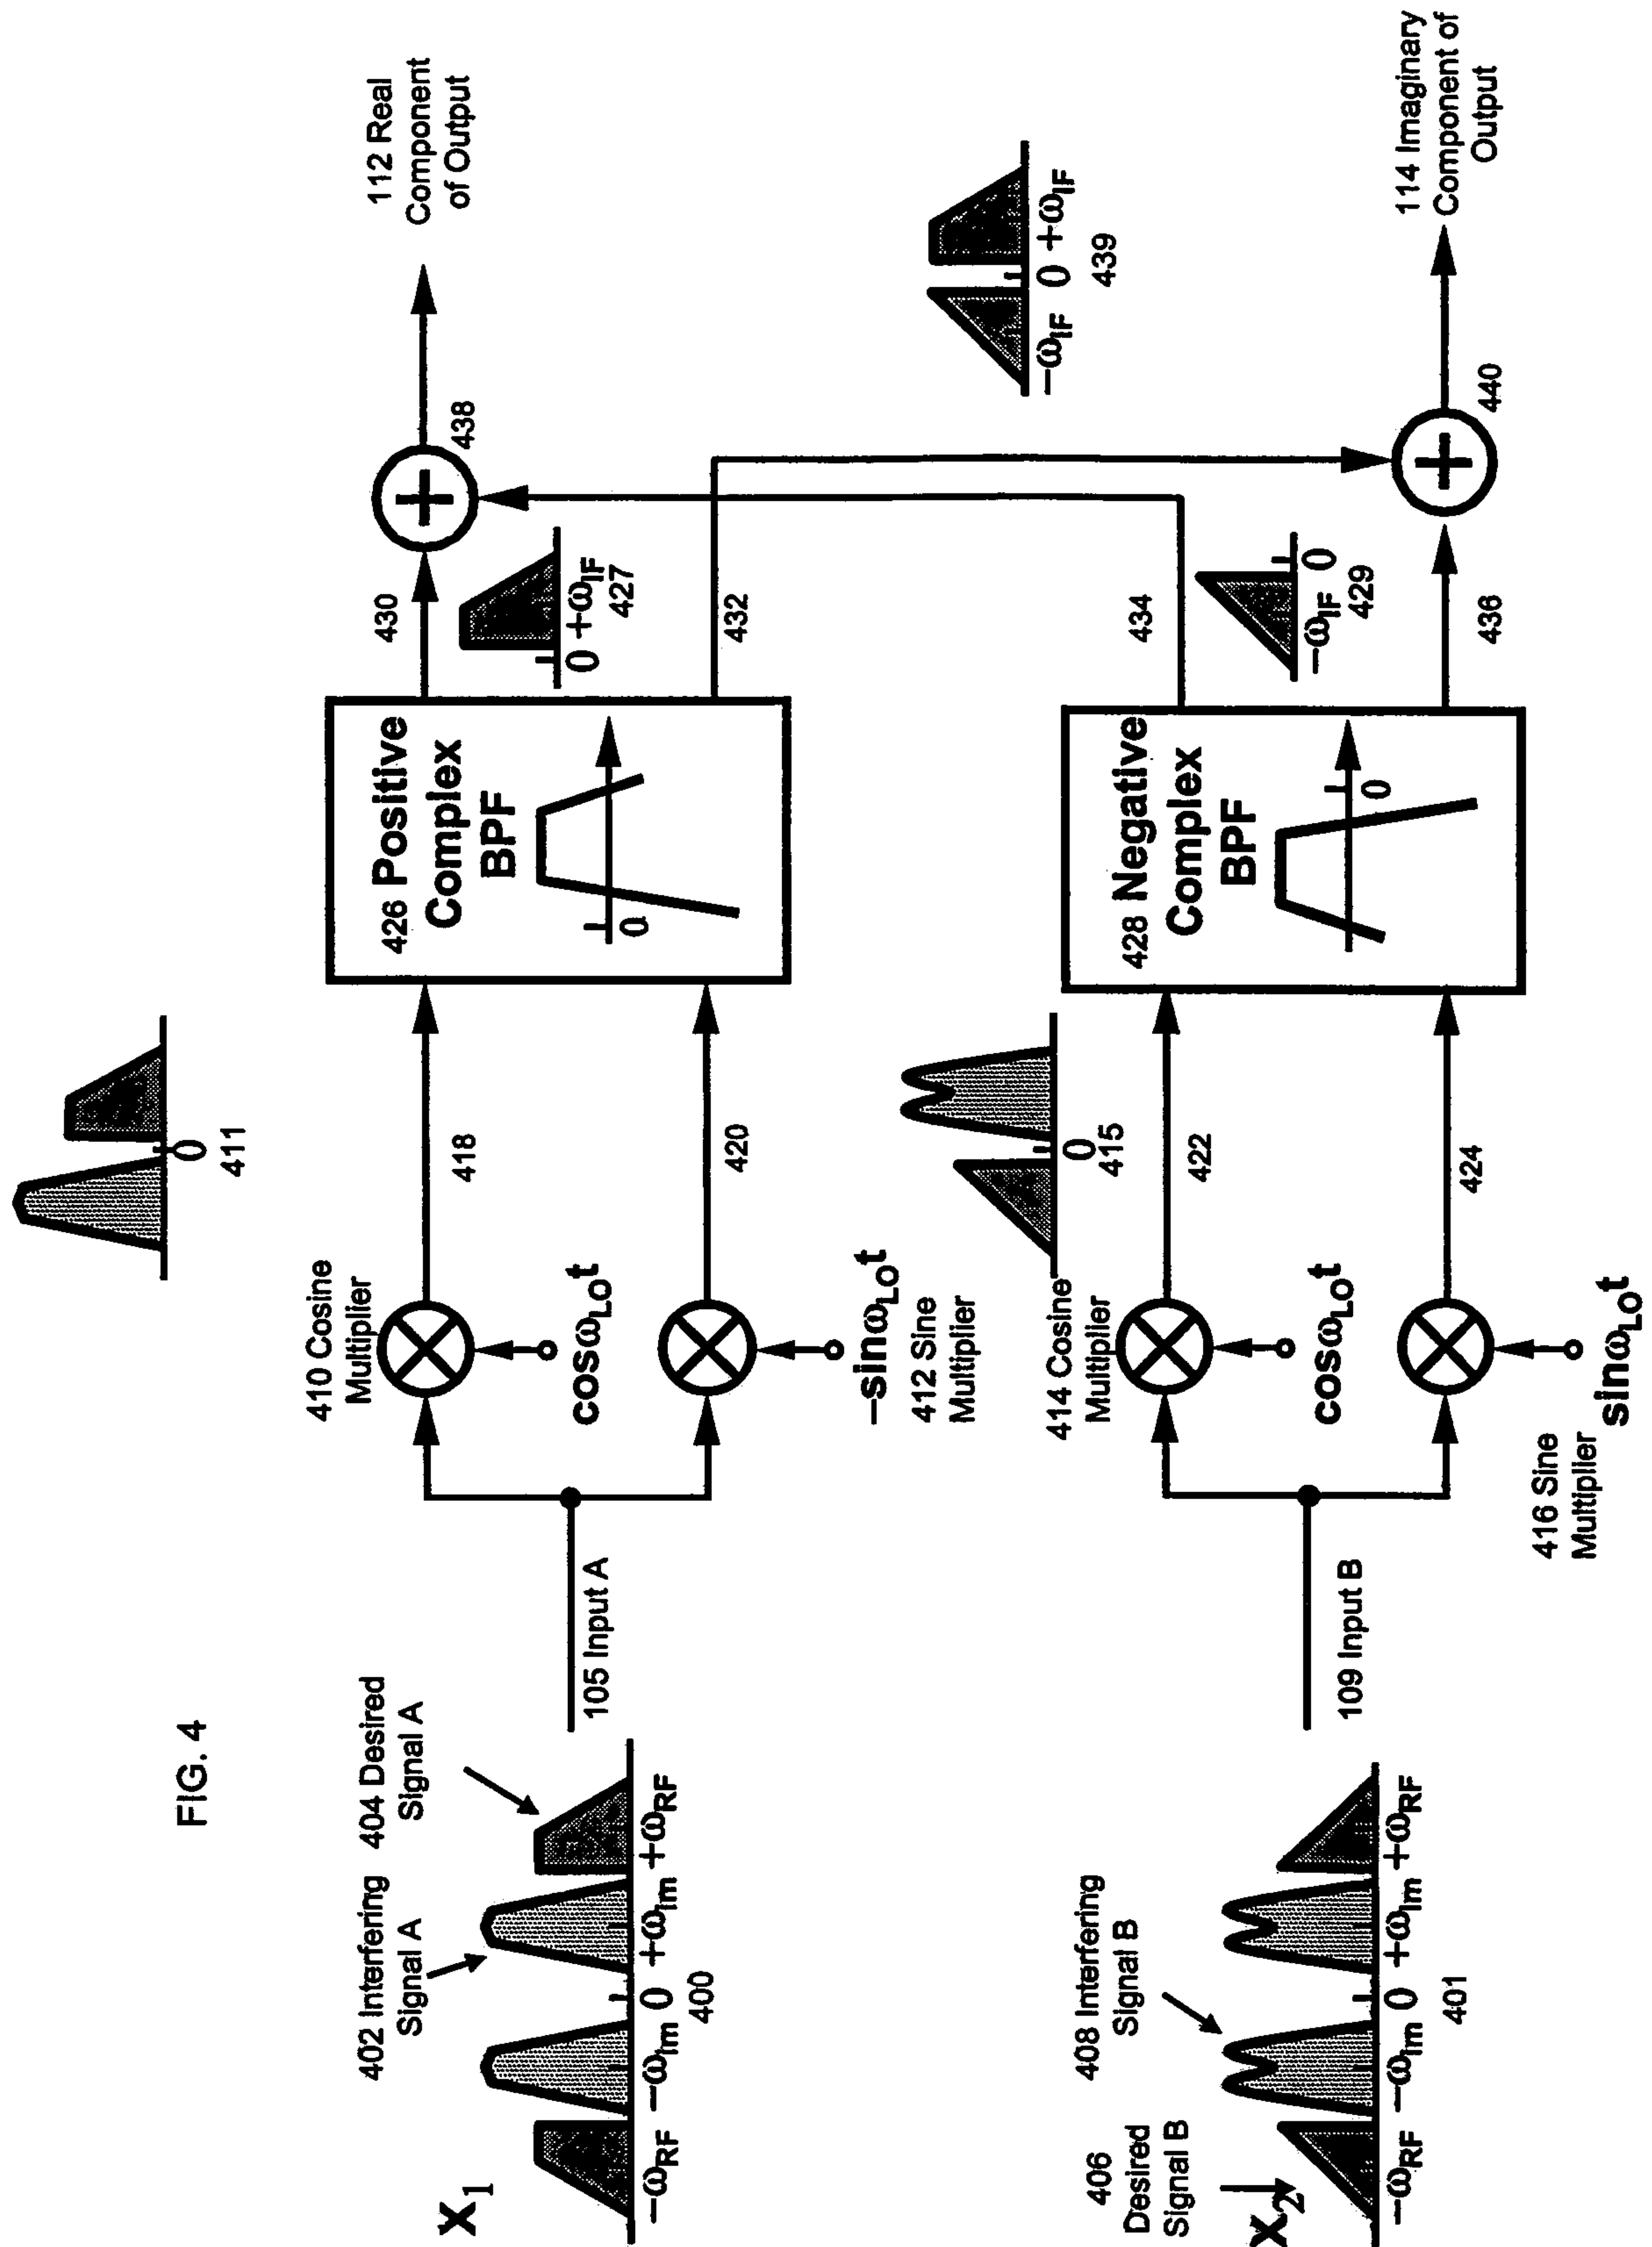 FIG. 4
X1
402 Interfering
Signal A
404 Desired
Signal A
−ωRF −ωIm 0 +ωIm +ωRF
400
105 Input A
410 Cosine
Multiplier
cosωLOt
−sinωLOt
412 Sine
Multiplier
0
411
418
420
426 Positive
Complex
BPF
0
430
0 +ωIF
427
432
438
112 Real
Component
of Output
X2
406
Desired
Signal B
408 Interfering
Signal B
−ωRF −ωIm 0 +ωIm +ωRF
401
109 Input B
414 Cosine
Multiplier
cosωLOt
416 Sine
Multiplier
sinωLOt
0
415
422
424
428 Negative
Complex
BPF
0
434
−ωIF 0
429
436
−ωIF 0 +ωIF
439
440
114 Imaginary
Component of
Output